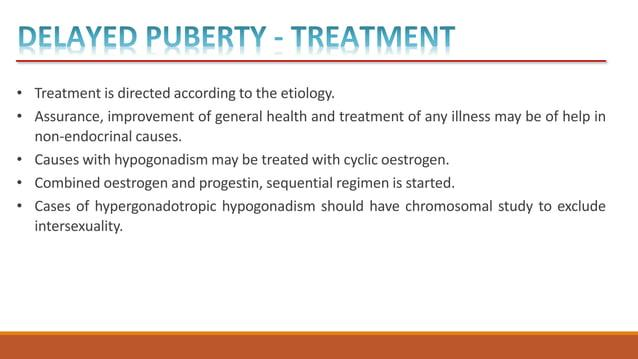 DELAYED PUBERTY - TREATMENT
• Treatment is directed according to the etiology.
• Assurance, improvement of general health and treatment of any illness may be of help in
non-endocrinal causes.
• Causes with hypogonadism may be treated with cyclic oestrogen.
• Combined oestrogen and progestin, sequential regimen is started.
• Cases of hypergonadotropic hypogonadism should have chromosomal study to exclude
intersexuality.